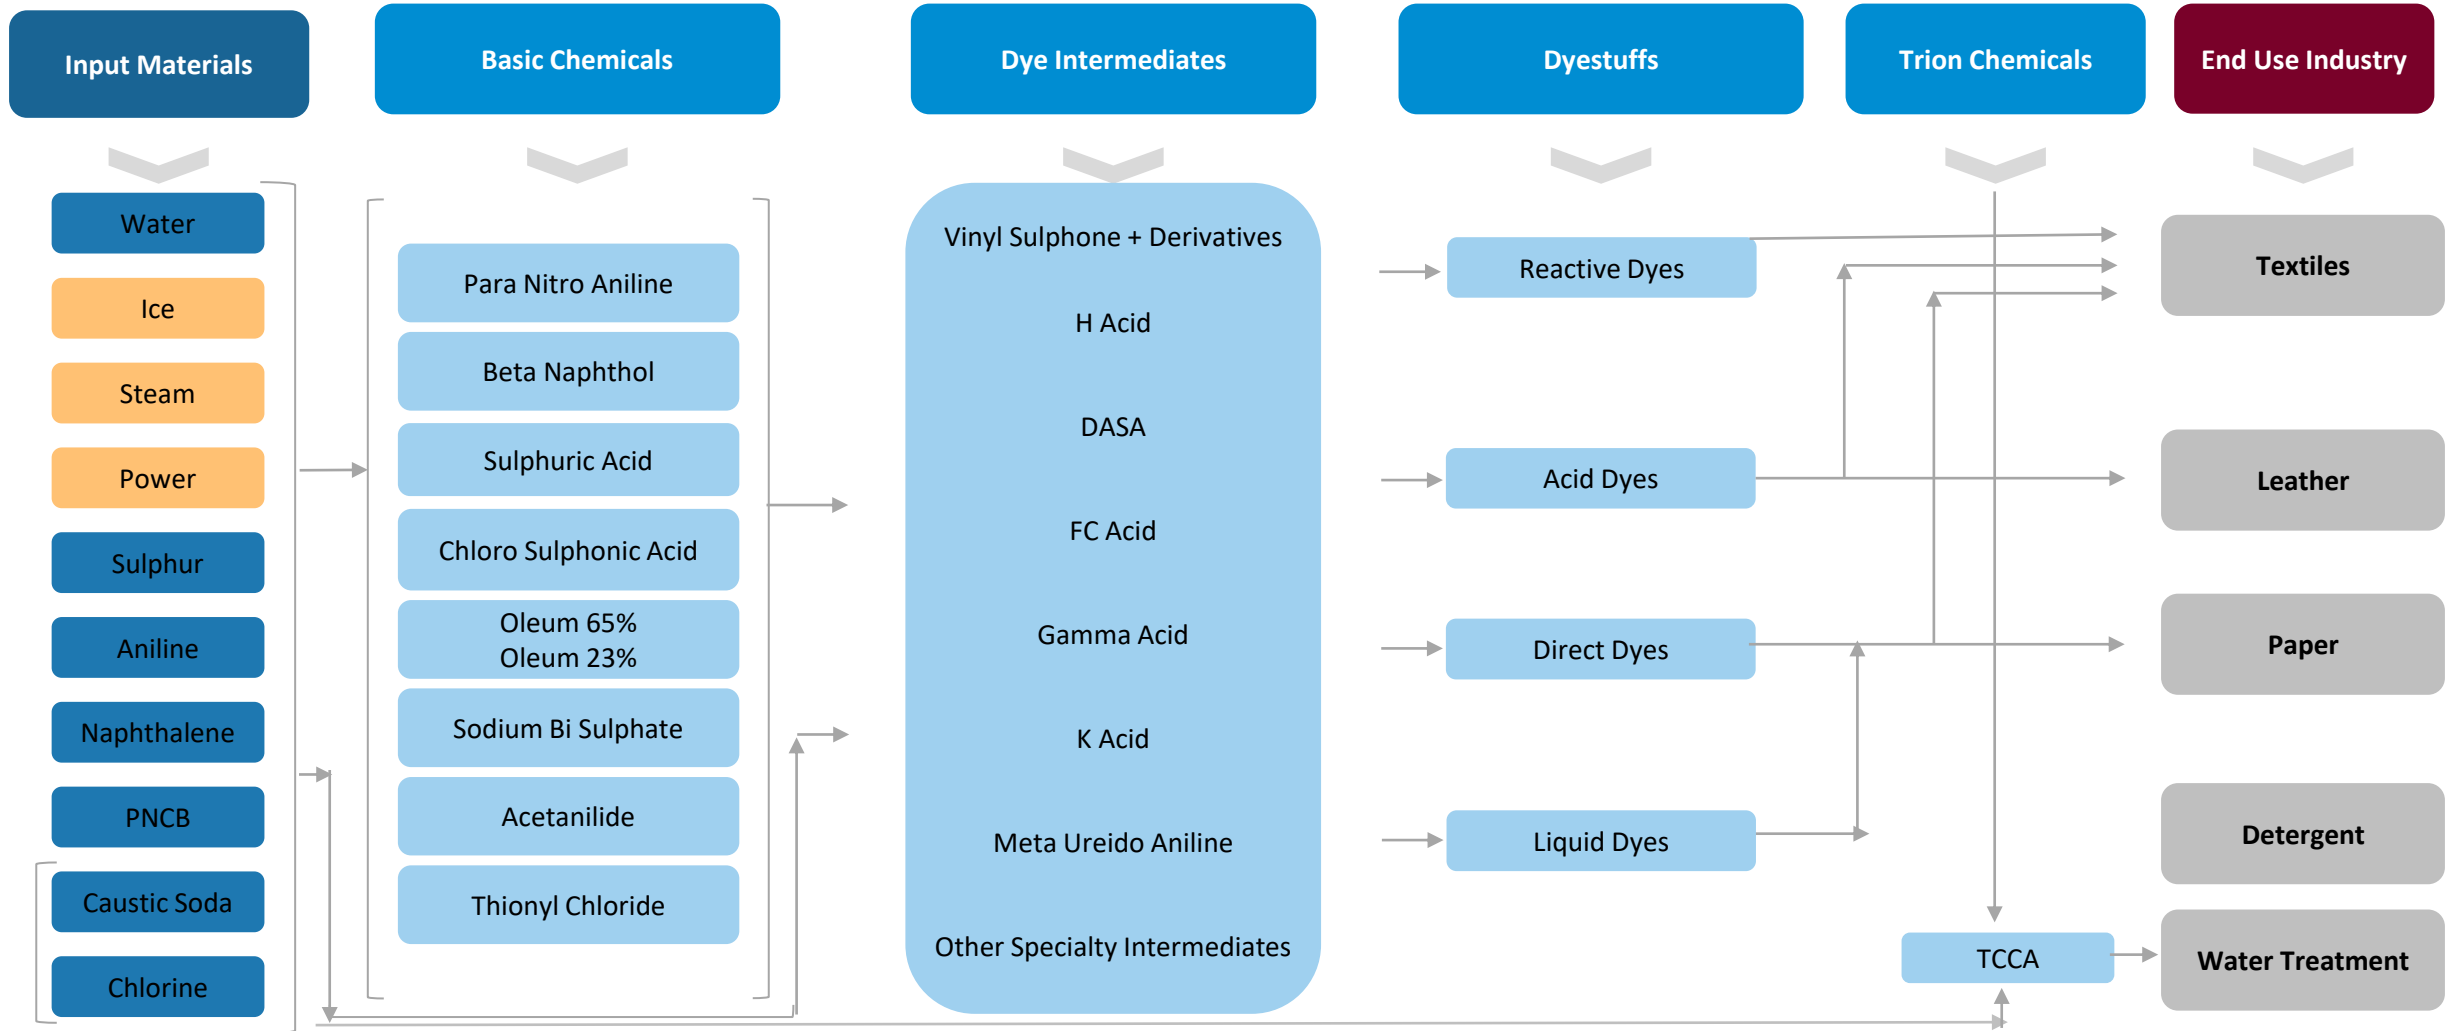 Input Materials
Basic Chemicals
Dye Intermediates
Dyestuffs
Trion Chemicals
End Use Industry
Water
Ice
Steam
Power
Sulphur
Aniline
Naphthalene
PNCB
Caustic Soda
Chlorine
Para Nitro Aniline
Beta Naphthol
Sulphuric Acid
Chloro Sulphonic Acid
Oleum 65%
Oleum 23%
Sodium Bi Sulphate
Acetanilide
Thionyl Chloride
Vinyl Sulphone + Derivatives
H Acid
DASA
FC Acid
Gamma Acid
K Acid
Meta Ureido Aniline
Other Specialty Intermediates
Reactive Dyes
Acid Dyes
Direct Dyes
Liquid Dyes
TCCA
Textiles
Leather
Paper
Detergent
Water Treatment